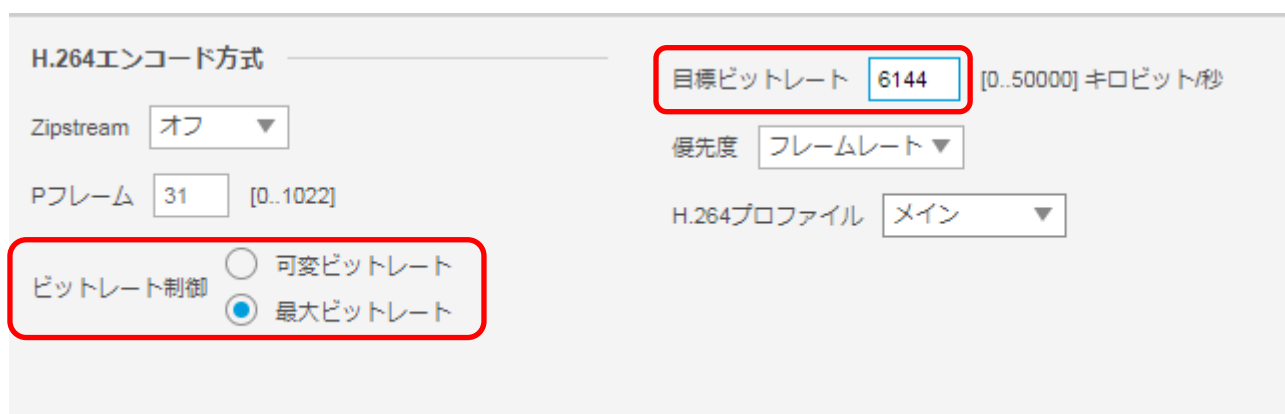 H.264エンコード方式
Zipstream オフ ▼
Pフレーム 31 [0..1022]
ビットレート制御
可変ビットレート
最大ビットレート
目標ビットレート 6144 [0..50000] キロビット/秒
優先度 フレームレート ▼
H.264プロファイル メイン ▼